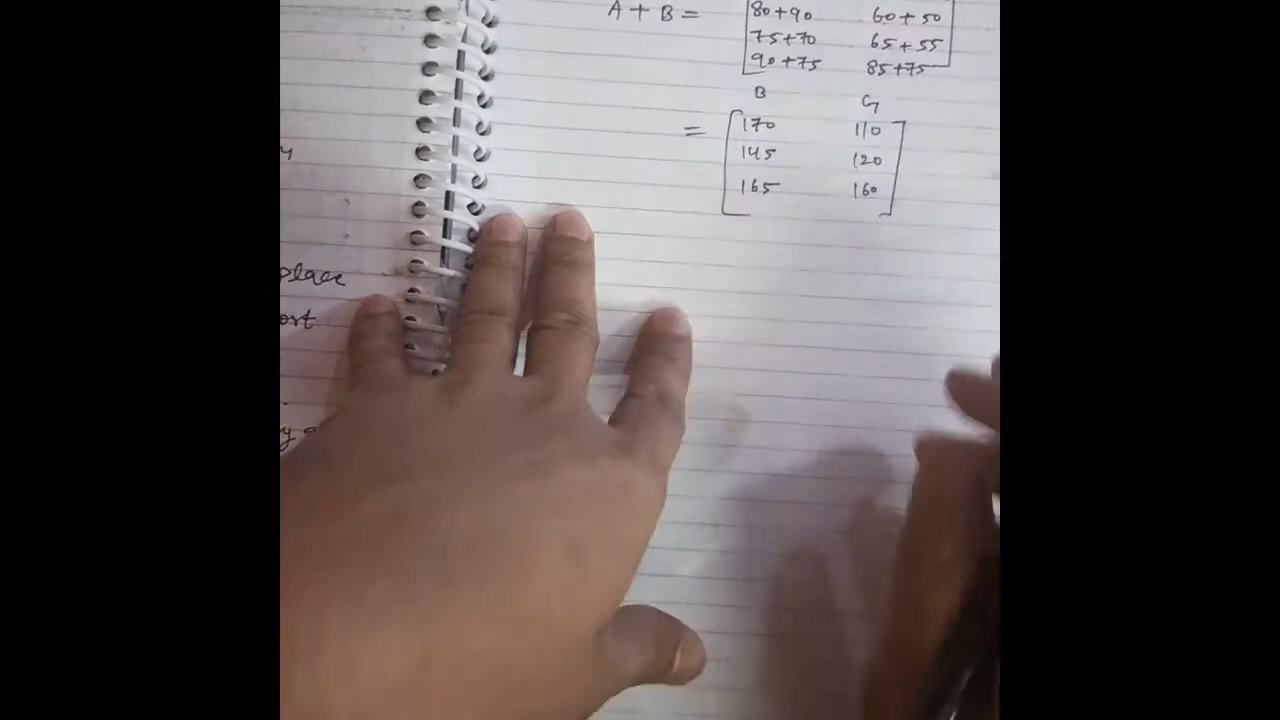 A + B = 80+90 60+50
75+70 65+55
90+75 85+75
B G
= 170 110
145 120
165 160
y
place
ort